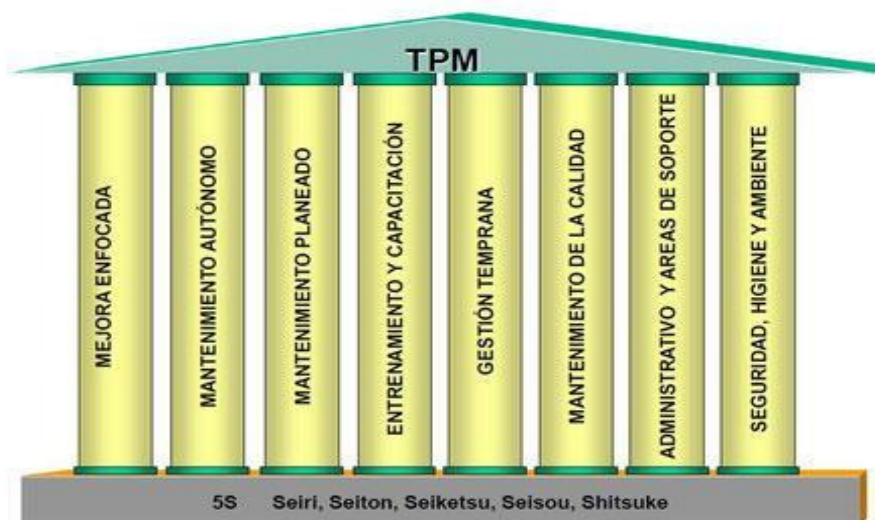 TPM
MEJORA ENFOCADA
MANTENIMIENTO AUTÓNOMO
MANTENIMIENTO PLANEADO
ENTRENAMIENTO Y CAPACITACIÓN
GESTIÓN TEMPRANA
MANTENIMIENTO DE LA CALIDAD
ADMINISTRATIVO Y AREAS DE SOPORTE
SEGURIDAD, HIGIENE Y AMBIENTE
5S Seiri, Seiton, Seiketsu, Seisou, Shitsuke